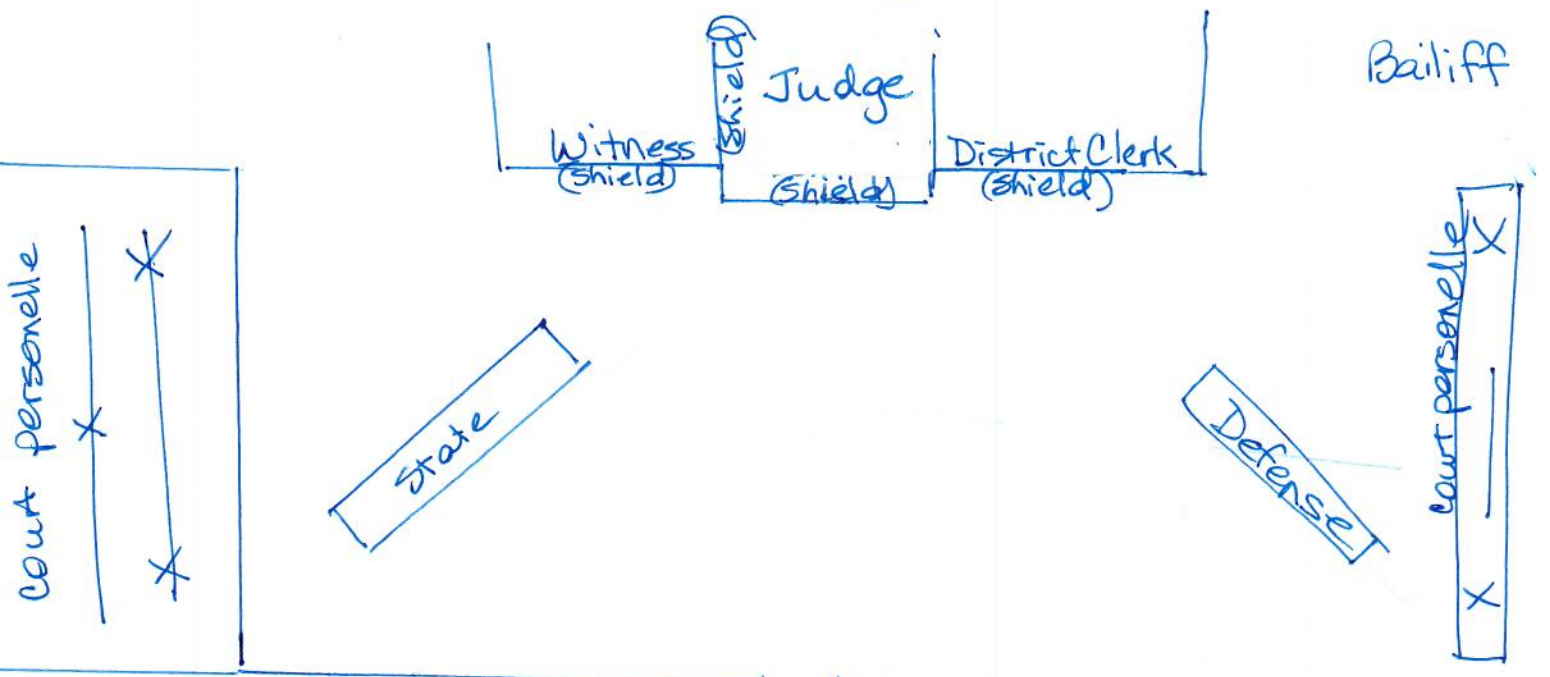 (Shield)
Judge
Bailiff
Witness
(shield)
(Shield)
District Clerk
(shield)
court personelle
State
Defense
court personelle